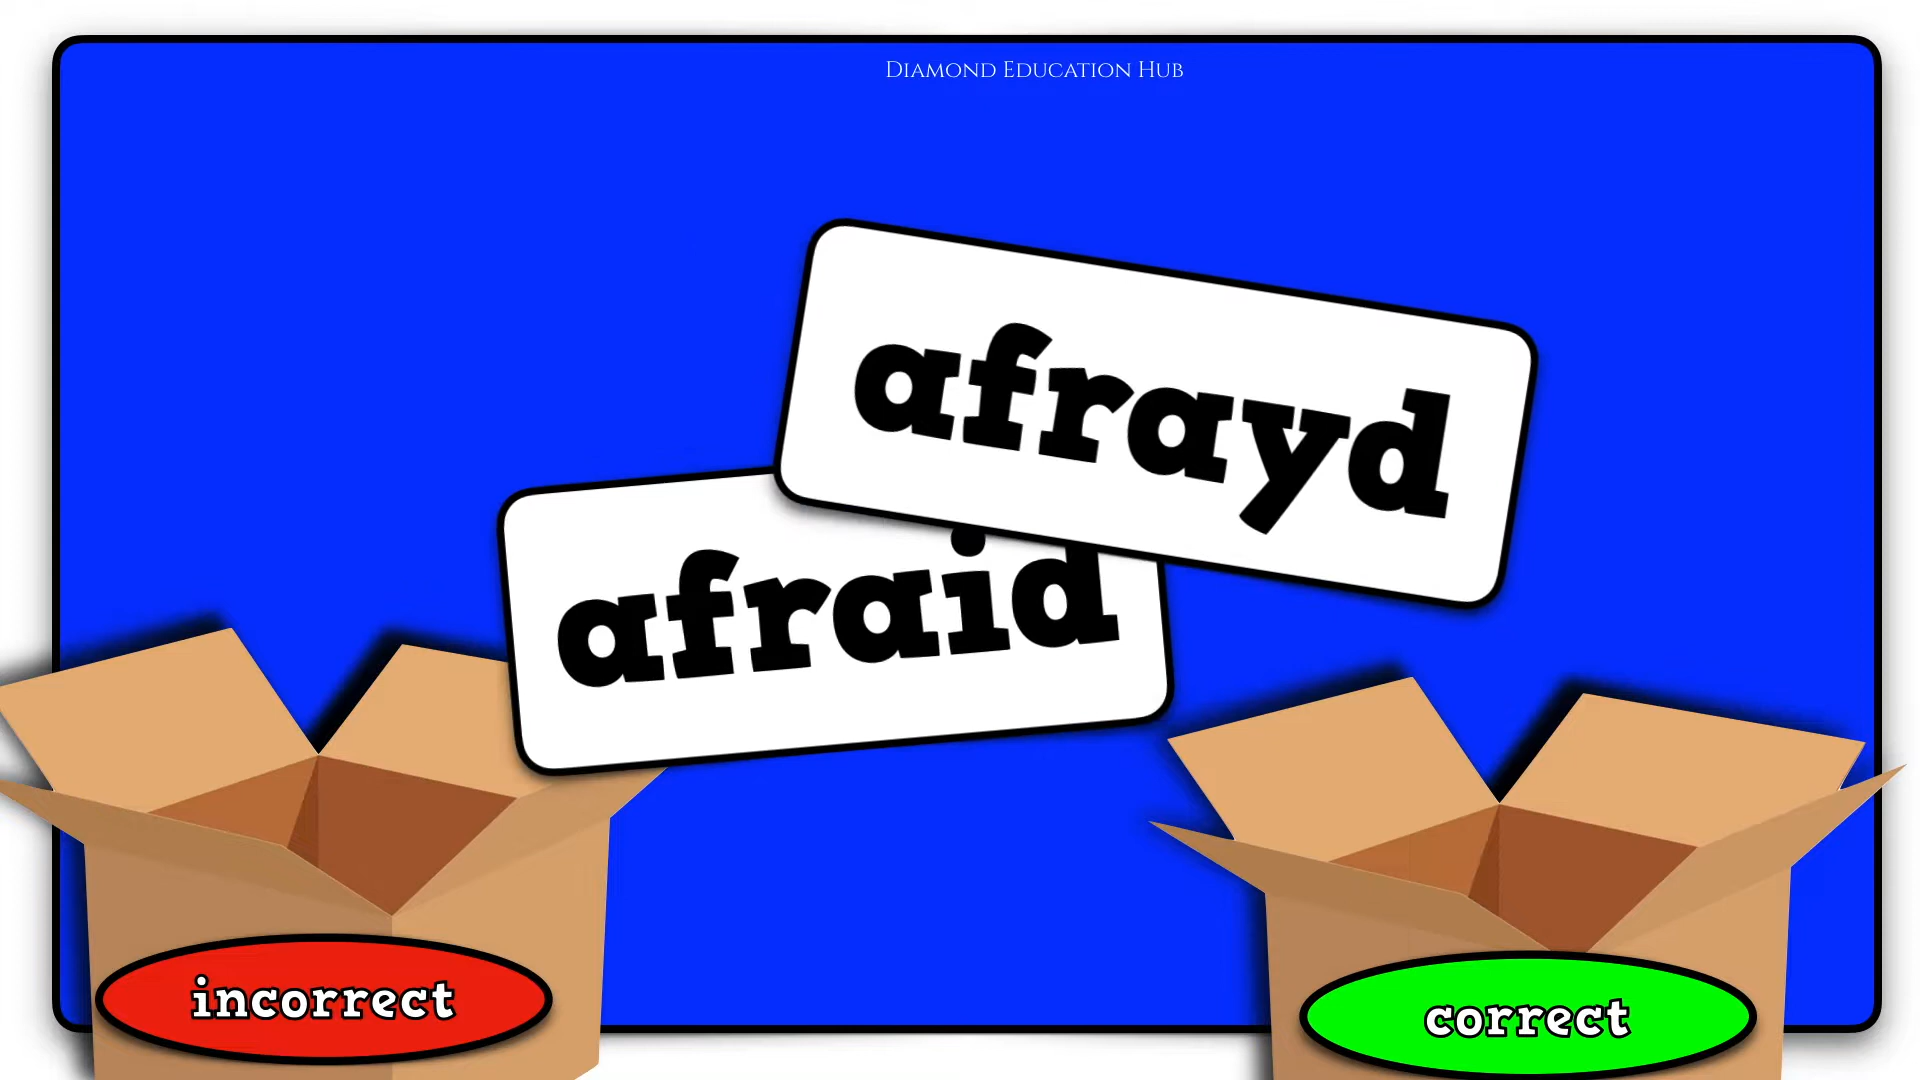 Diamond Education Hub
afrayd
afraid
incorrect
correct